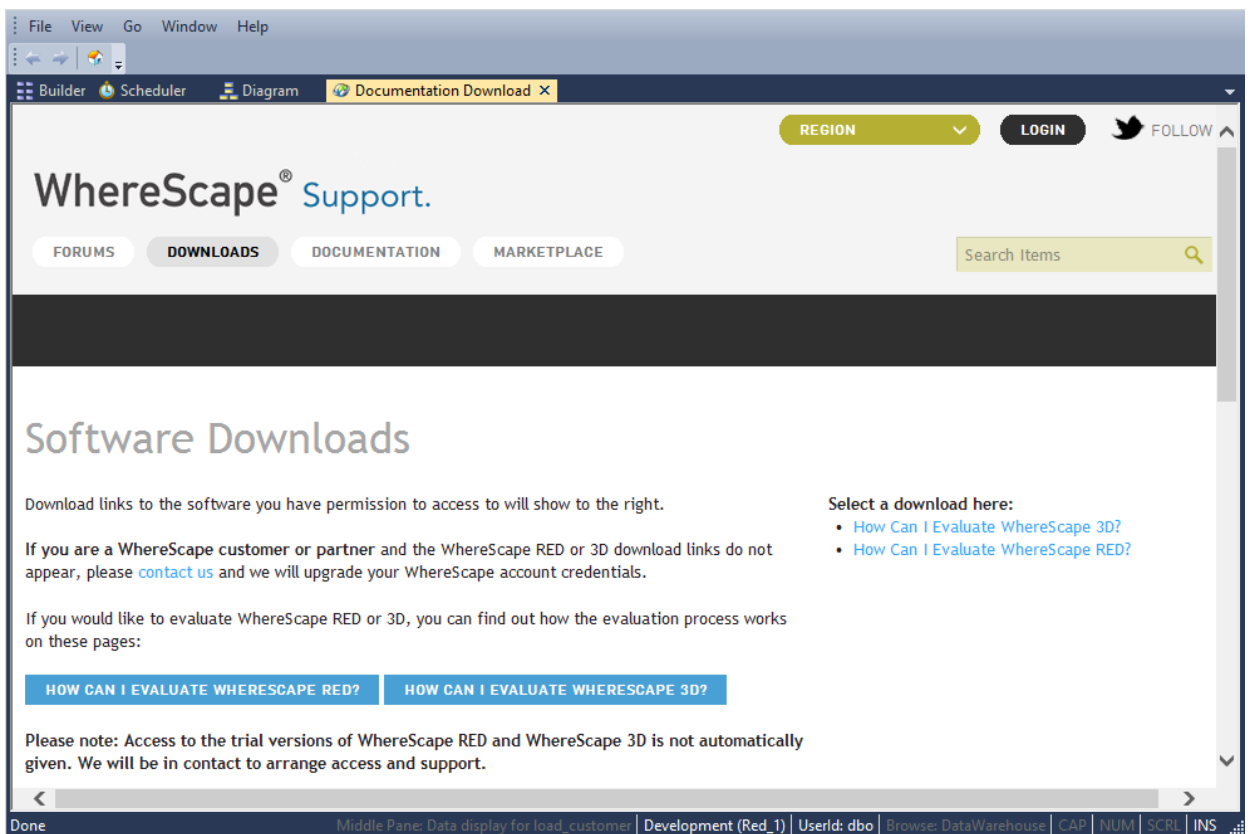 File View Go Window Help
Builder Scheduler Diagram Documentation Download
REGION LOGIN FOLLOW
WhereScape® Support.
FORUMS DOWNLOADS DOCUMENTATION MARKETPLACE Search Items
Software Downloads
Download links to the software you have permission to access to will show to the right.
If you are a WhereScape customer or partner and the WhereScape RED or 3D download links do not
appear, please contact us and we will upgrade your WhereScape account credentials.
If you would like to evaluate WhereScape RED or 3D, you can find out how the evaluation process works
on these pages:
HOW CAN I EVALUATE WHERESCAPE RED? HOW CAN I EVALUATE WHERESCAPE 3D?
Please note: Access to the trial versions of WhereScape RED and WhereScape 3D is not automatically
given. We will be in contact to arrange access and support.
Select a download here:
• How Can I Evaluate WhereScape 3D?
• How Can I Evaluate WhereScape RED?
Done Middle Pane: Data display for load_customer Development (Red_1) UserId: dbo Browse: DataWarehouse CAP NUM SCRL INS